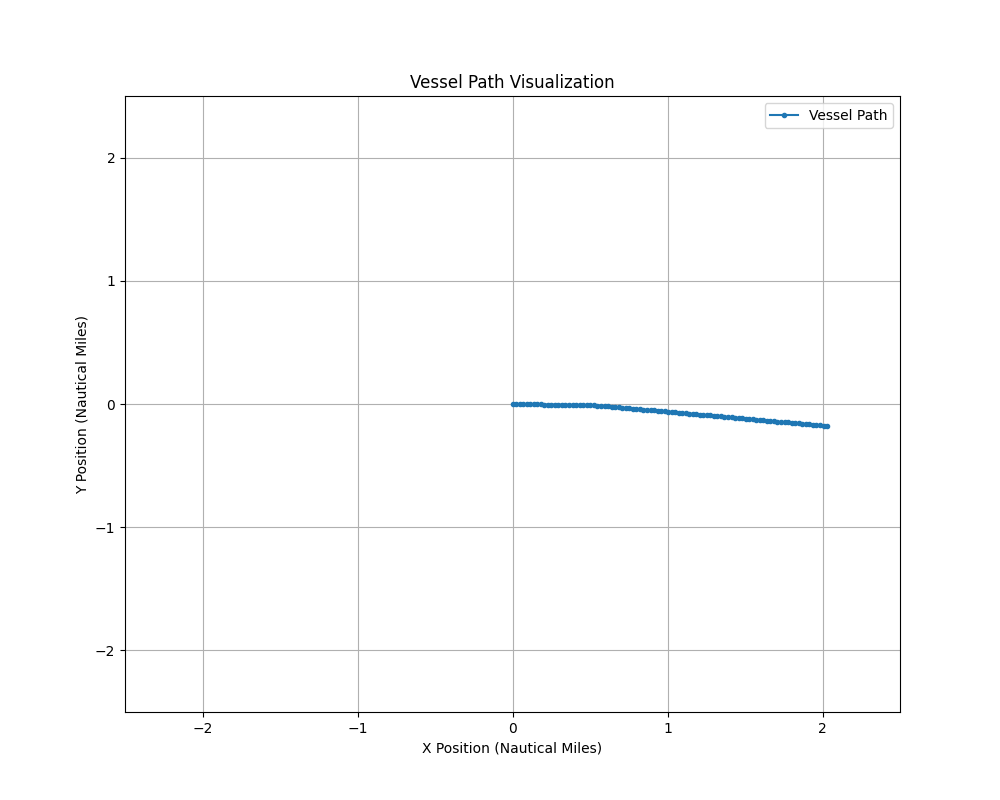 Vessel Path Visualization
Vessel Path
2
1
0
−1
−2
Y Position (Nautical Miles)
−2
−1
0
1
2
X Position (Nautical Miles)